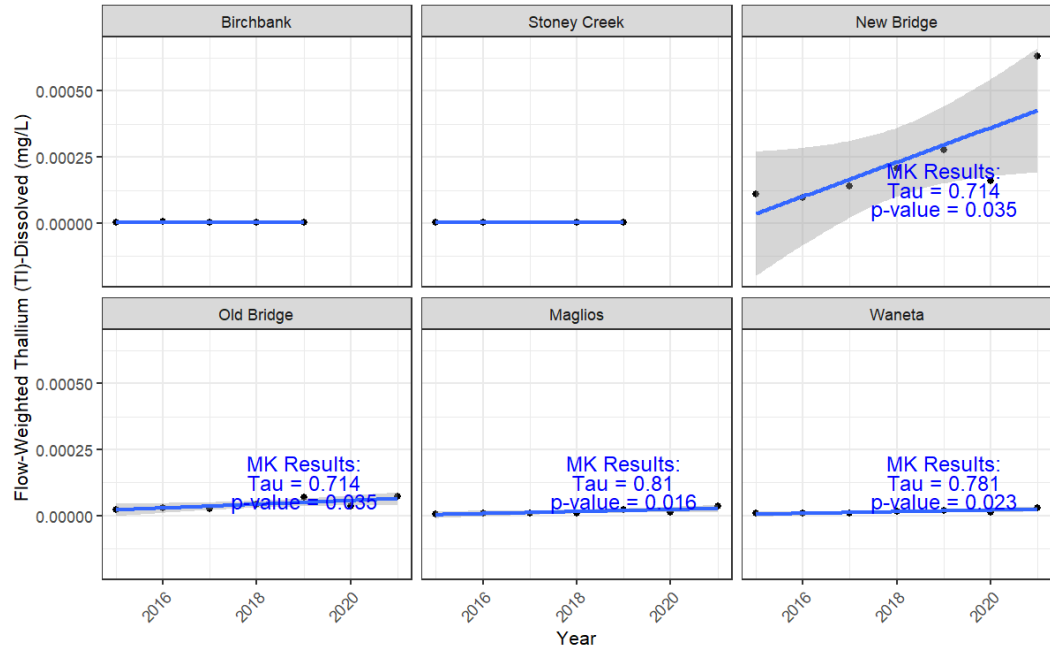 Birchbank
Stoney Creek
New Bridge
Flow-Weighted Thallium (Tl)-Dissolved (mg/L)
0.00050
0.00025
0.00000
MK Results:
Tau = 0.714
p-value = 0.035
Old Bridge
Maglios
Waneta
0.00050
0.00025
0.00000
MK Results:
Tau = 0.714
p-value = 0.035
MK Results:
Tau = 0.81
p-value = 0.016
MK Results:
Tau = 0.781
p-value = 0.023
2016
2018
2020
2016
2018
2020
2016
2018
2020
Year